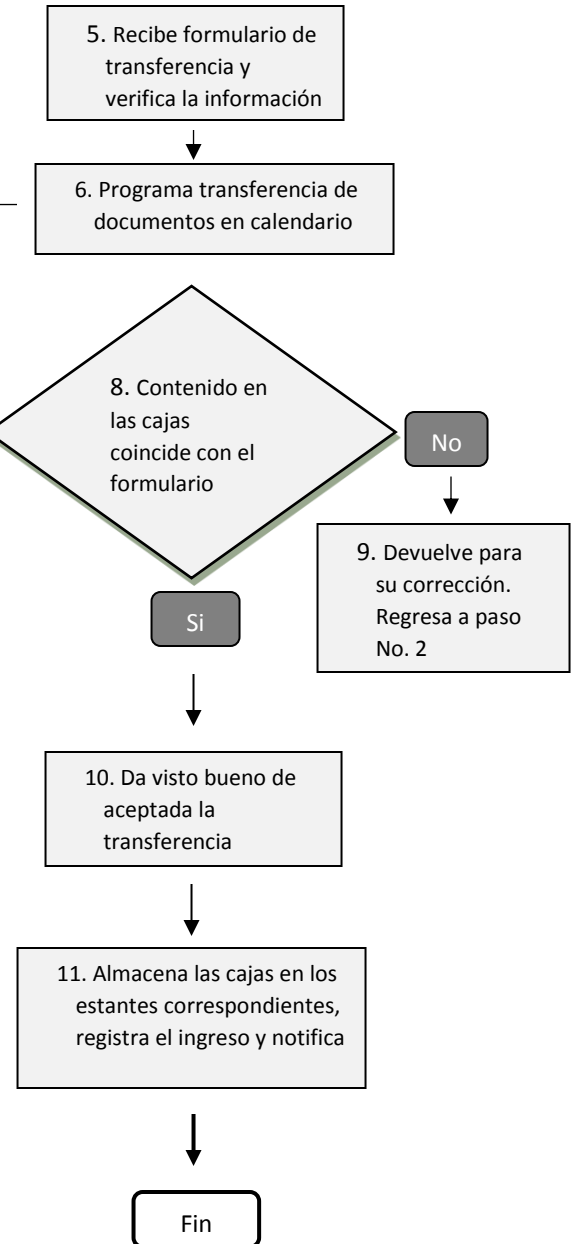 5. Recibe formulario de
transferencia y
verifica la información
6. Programa transferencia de
documentos en calendario
8. Contenido en
las cajas
coincide con el
formulario
No
9. Devuelve para
su corrección.
Regresa a paso
No. 2
Si
10. Da visto bueno de
aceptada la
transferencia
11. Almacena las cajas en los
estantes correspondientes,
registra el ingreso y notifica
Fin